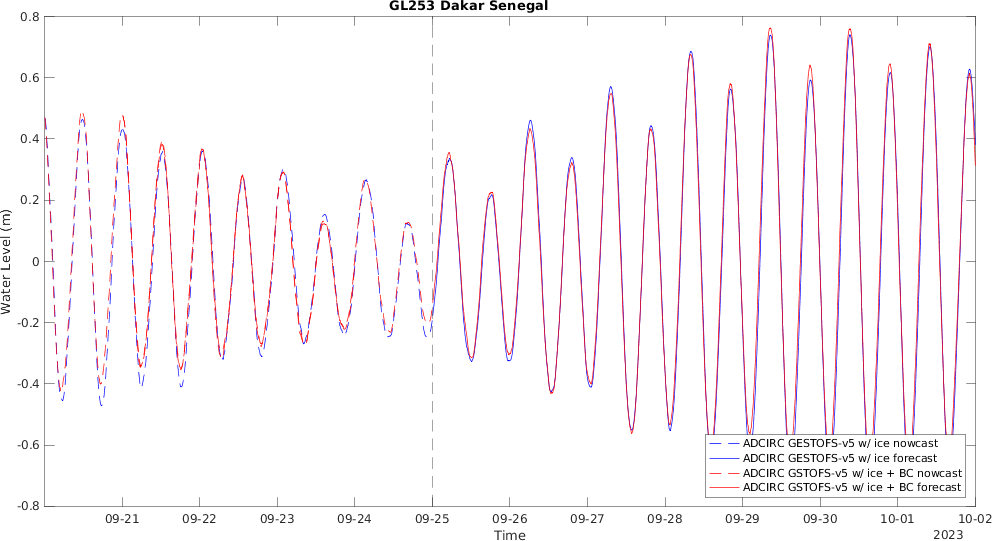 GL253 Dakar Senegal
0.8
0.6
0.4
0.2
0
-0.2
-0.4
-0.6
-0.8
Water Level (m)
09-21 09-22 09-23 09-24 09-25 09-26 09-27 09-28 09-29 09-30 10-01 10-02
Time
2023
ADCIRC GESTOFS-v5 w/ ice nowcast
ADCIRC GESTOFS-v5 w/ ice forecast
ADCIRC GSTOFS-v5 w/ ice + BC nowcast
ADCIRC GSTOFS-v5 w/ ice + BC forecast